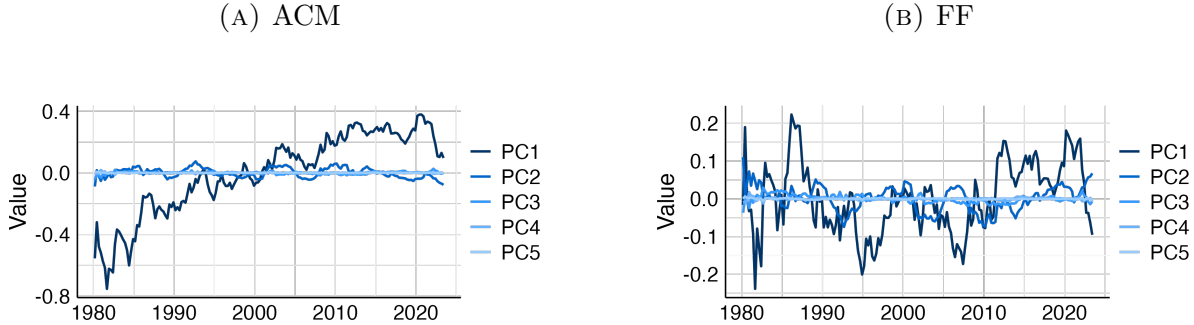 (A) ACM
0.4
0.0
-0.4
-0.8
Value
1980
1990
2000
2010
2020
PC1
PC2
PC3
PC4
PC5
(B) FF
0.2
0.1
0.0
-0.1
-0.2
Value
1980
1990
2000
2010
2020
PC1
PC2
PC3
PC4
PC5